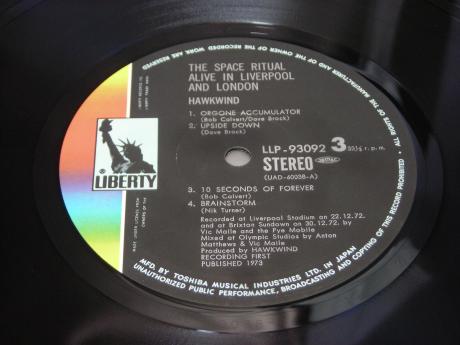 THE SPACE RITUAL
ALIVE IN LIVERPOOL
AND LONDON
HAWKWIND
1. ORGONE ACCUMULATOR
(Bob Calvert/Dave Brock)
2. UPSIDE DOWN
(Dave Brock)
LLP-93092 3 33⅓ r.p.m.
STEREO
(UAD-60038-A)
LIBERTY
3. 10 SECONDS OF FOREVER
(Bob Calvert)
4. BRAINSTORM
(Nik Turner)
Recorded at Liverpool Stadium on 22.12.72.
and at Brixton Sundown on 30.12.72. by
Vic Maile and the Pye Mobile
Mixed at Olympic Studios by Anton
Matthews & Vic Maile
Produced by HAWKWIND
RECORDING FIRST
PUBLISHED 1973
MFD. BY TOSHIBA MUSICAL INDUSTRIES LTD. IN JAPAN
ALL RIGHTS OF THE MANUFACTURER AND OF THE OWNER OF THE RECORDED WORK ARE RESERVED
UNAUTHORIZED PUBLIC PERFORMANCE, BROADCASTING AND COPYING OF THIS RECORD PROHIBITED